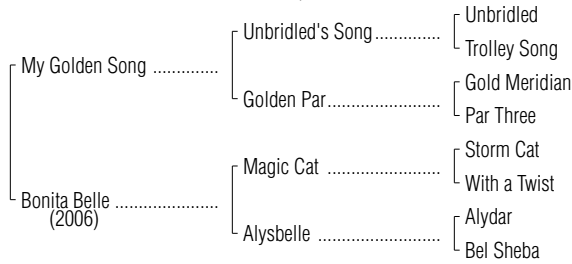 Unbridled
Unbridled's Song..............
Trolley Song
My Golden Song ..............
Gold Meridian
Golden Par........................
Par Three
Storm Cat
Magic Cat ........................
With a Twist
Bonita Belle ......................
(2006)
Alydar
Alysbelle ..........................
Bel Sheba